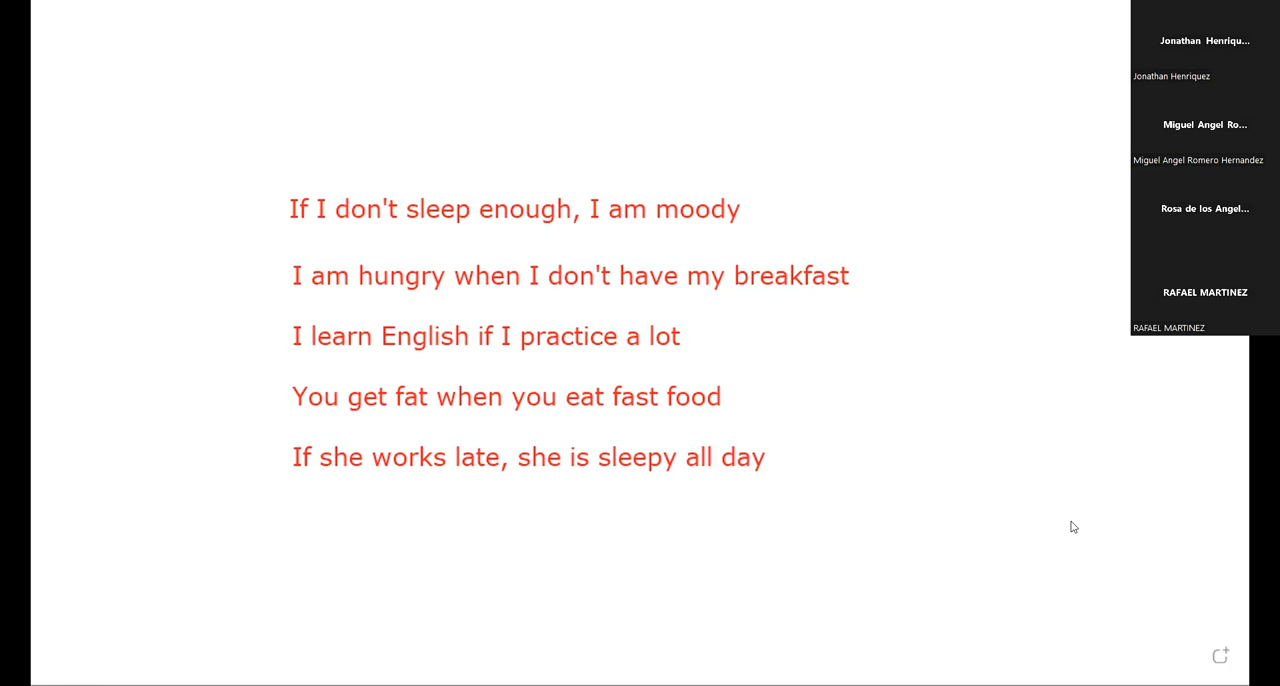 If I don't sleep enough, I am moody
I am hungry when I don't have my breakfast
I learn English if I practice a lot
You get fat when you eat fast food
If she works late, she is sleepy all day
Jonathan Henriqu...
Jonathan Henriquez
Miguel Angel Ro...
Miguel Angel Romero Hernandez
Rosa de los Angel...
RAFAEL MARTINEZ
RAFAEL MARTINEZ